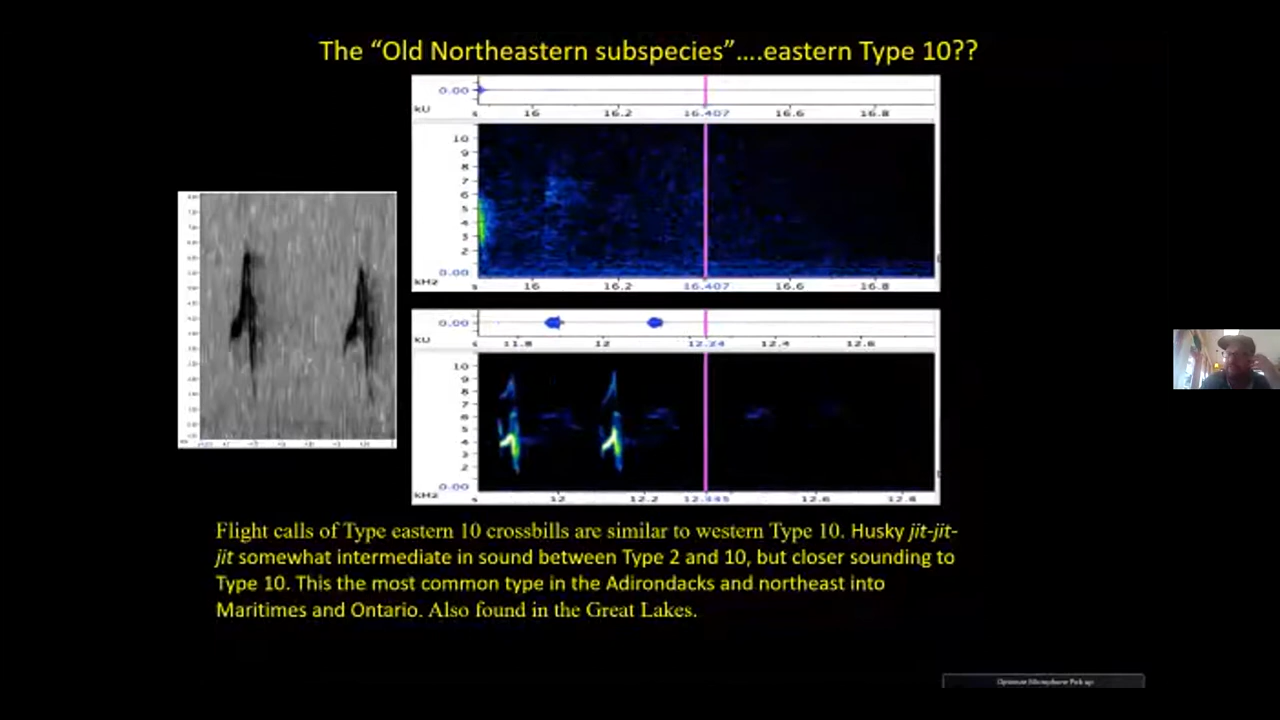 The “Old Northeastern subspecies”....eastern Type 10??
0.00
kU
s 16 16.2 16.407 16.6 16.8
10
9
8
7
6
5
4
3
2
0.00
kHz
s 16 16.2 16.407 16.6 16.8
0.00
kU
s 11.8 12 12.24 12.4 12.6
10
9
8
7
6
5
4
3
2
0.00
kHz
s 12 12.2 12.6
Flight calls of Type eastern 10 crossbills are similar to western Type 10. Husky jit-jit-
jit somewhat intermediate in sound between Type 2 and 10, but closer sounding to
Type 10. This the most common type in the Adirondacks and northeast into
Maritimes and Ontario. Also found in the Great Lakes.